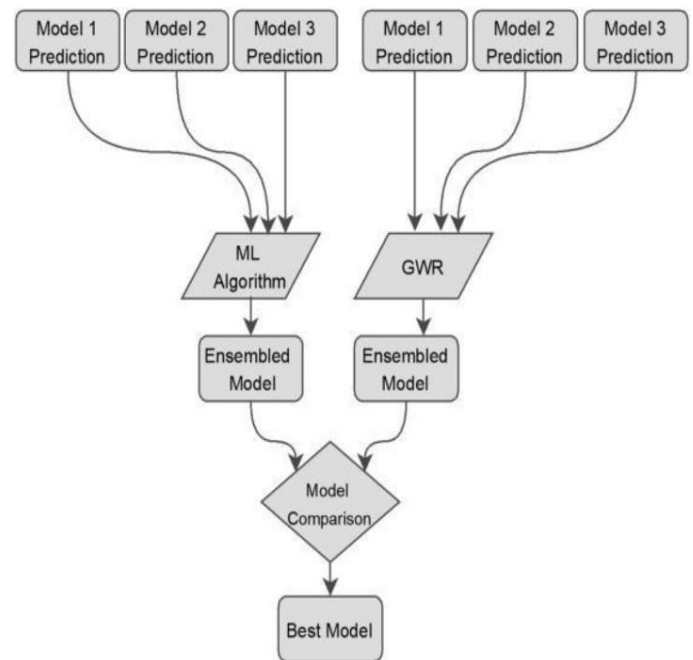 Model 1
Prediction
Model 2
Prediction
Model 3
Prediction
Model 1
Prediction
Model 2
Prediction
Model 3
Prediction
ML
Algorithm
GWR
Ensembled
Model
Ensembled
Model
Model
Comparison
Best Model